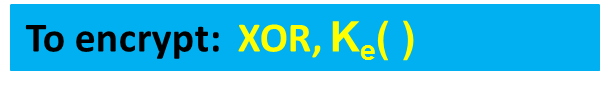 To encrypt: XOR, Kₑ( )